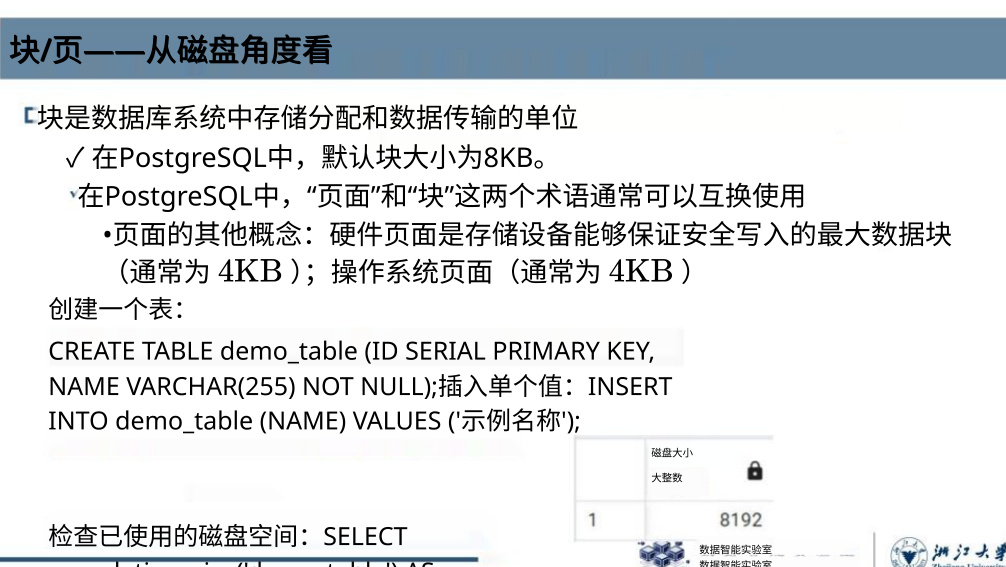 块/页——从磁盘角度看
块是数据库系统中存储分配和数据传输的单位
✓ 在PostgreSQL中，默认块大小为8KB。
在PostgreSQL中，“页面”和“块”这两个术语通常可以互换使用
•页面的其他概念：硬件页面是存储设备能够保证安全写入的最大数据块
（通常为 4KB ）；操作系统页面（通常为 4KB ）
创建一个表：
CREATE TABLE demo_table (ID SERIAL PRIMARY KEY,
NAME VARCHAR(255) NOT NULL);插入单个值：INSERT
INTO demo_table (NAME) VALUES ('示例名称');
磁盘大小
大整数
1 8192
检查已使用的磁盘空间：SELECT
数据智能实验室
数据智能实验室
浙江大学